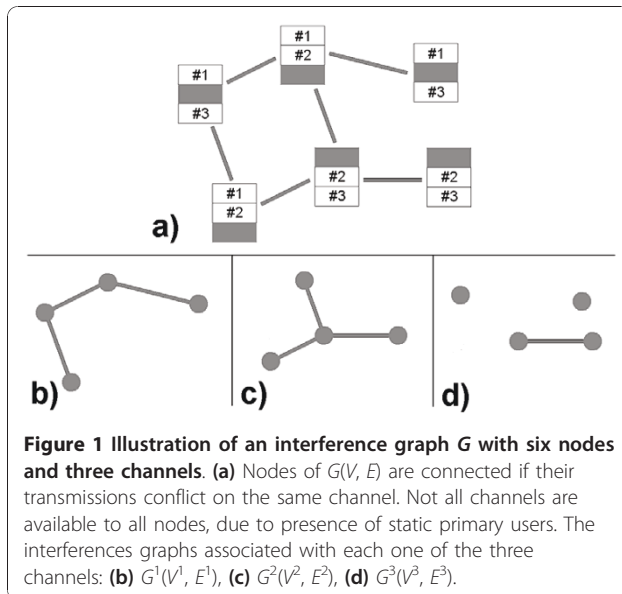 #1
#2
#1
#3
#1
#3
#1
#2
#2
#3
#2
#3
a)
b)
c)
d)
Figure 1 Illustration of an interference graph G with six nodes
and three channels. (a) Nodes of G(V, E) are connected if their
transmissions conflict on the same channel. Not all channels are
available to all nodes, due to presence of static primary users. The
interferences graphs associated with each one of the three
channels: (b) G¹(V¹, E¹), (c) G²(V², E²), (d) G³(V³, E³).